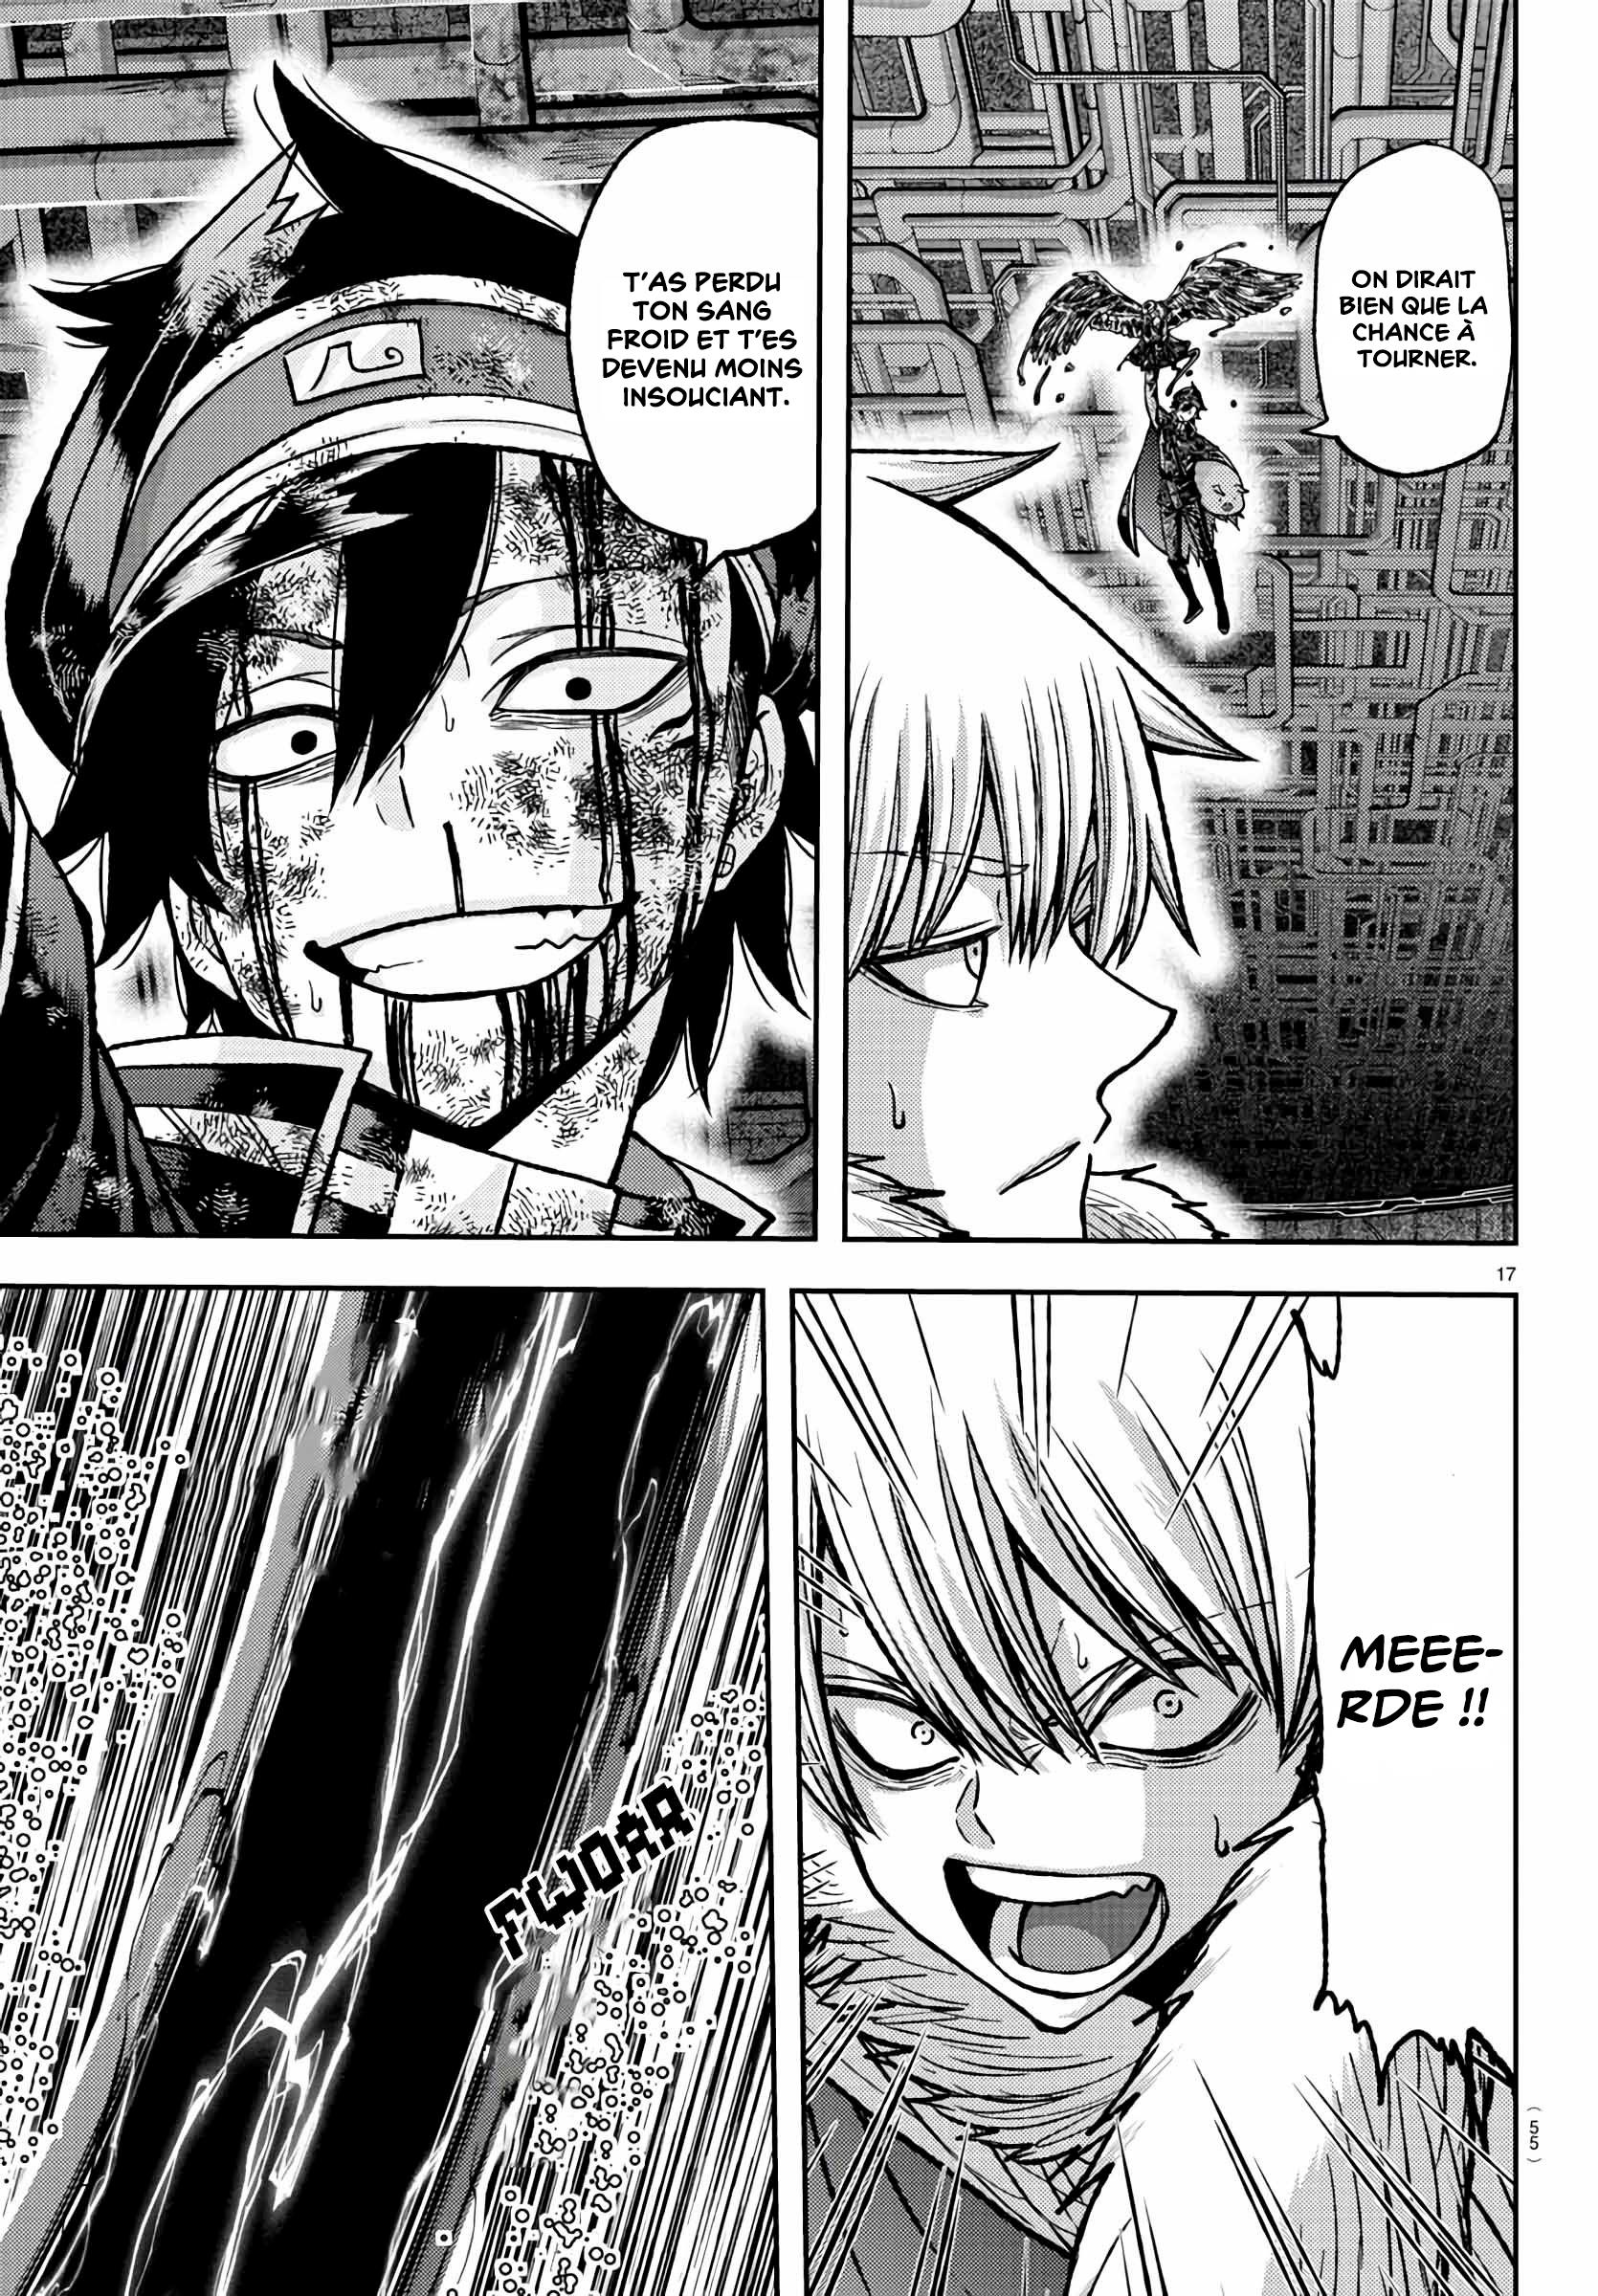 ON DIRAIT
BIEN QUE LA
CHANCE À
TOURNER.
T'AS PERDU
TON SANG
FROID ET T'ES
DEVENU MOINS
INSOUCIANT.
17
MEEE-
RDE !!
FWOAR
(55)